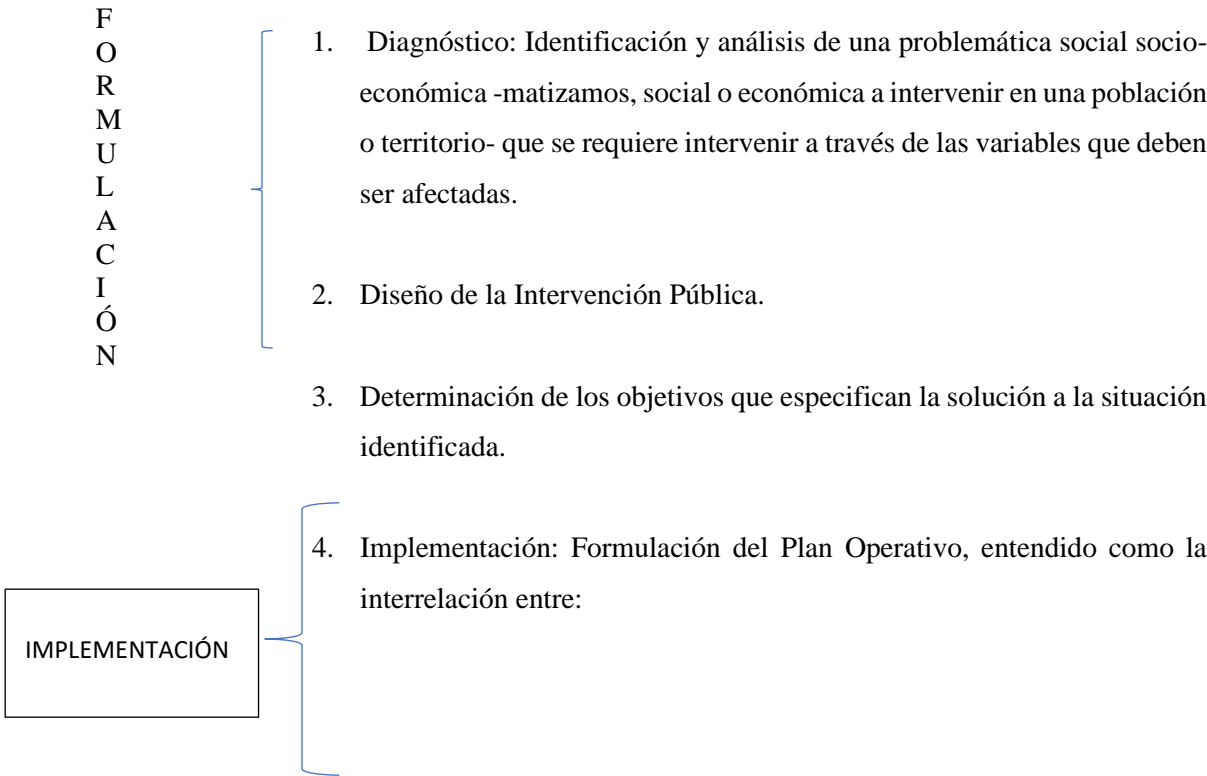 F
O
R
M
U
L
A
C
I
Ó
N
1. Diagnóstico: Identificación y análisis de una problemática social socio-
económica -matizamos, social o económica a intervenir en una población
o territorio- que se requiere intervenir a través de las variables que deben
ser afectadas.
2. Diseño de la Intervención Pública.
3. Determinación de los objetivos que especifican la solución a la situación
identificada.
IMPLEMENTACIÓN
4. Implementación: Formulación del Plan Operativo, entendido como la
interrelación entre: